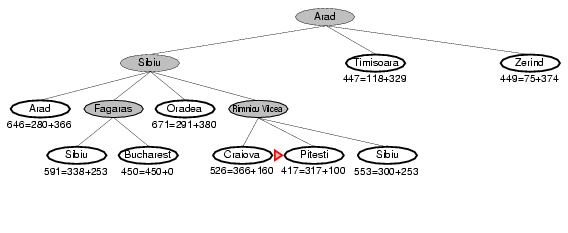 Arad
Sibiu
Timisoara
Zerind
447=118+329
449=75+374
Arad
Fagaras
Oradea
Rimnicu Vilcea
646=280+366
671=291+380
Sibiu
Bucharest
Craiova
Pitesti
Sibiu
591=338+253
450=450+0
526=366+160
417=317+100
553=300+253